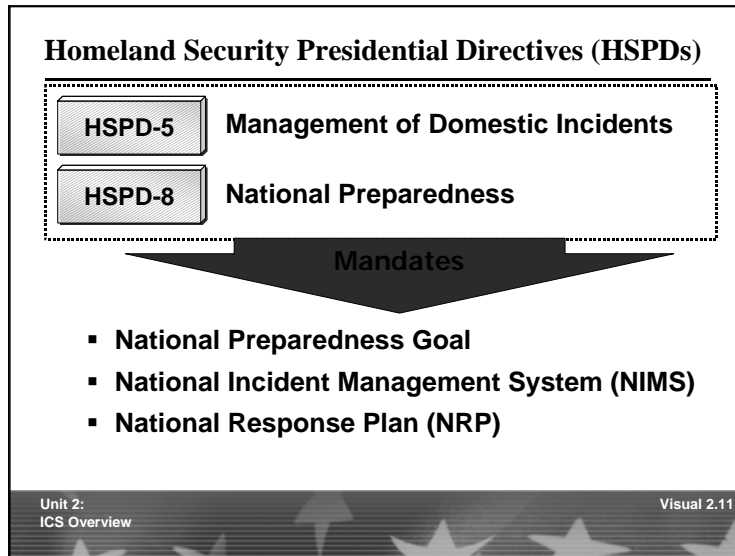 Homeland Security Presidential Directives (HSPDs)
HSPD-5 Management of Domestic Incidents
HSPD-8 National Preparedness
Mandates
▪ National Preparedness Goal
▪ National Incident Management System (NIMS)
▪ National Response Plan (NRP)
Unit 2: Visual 2.11
ICS Overview